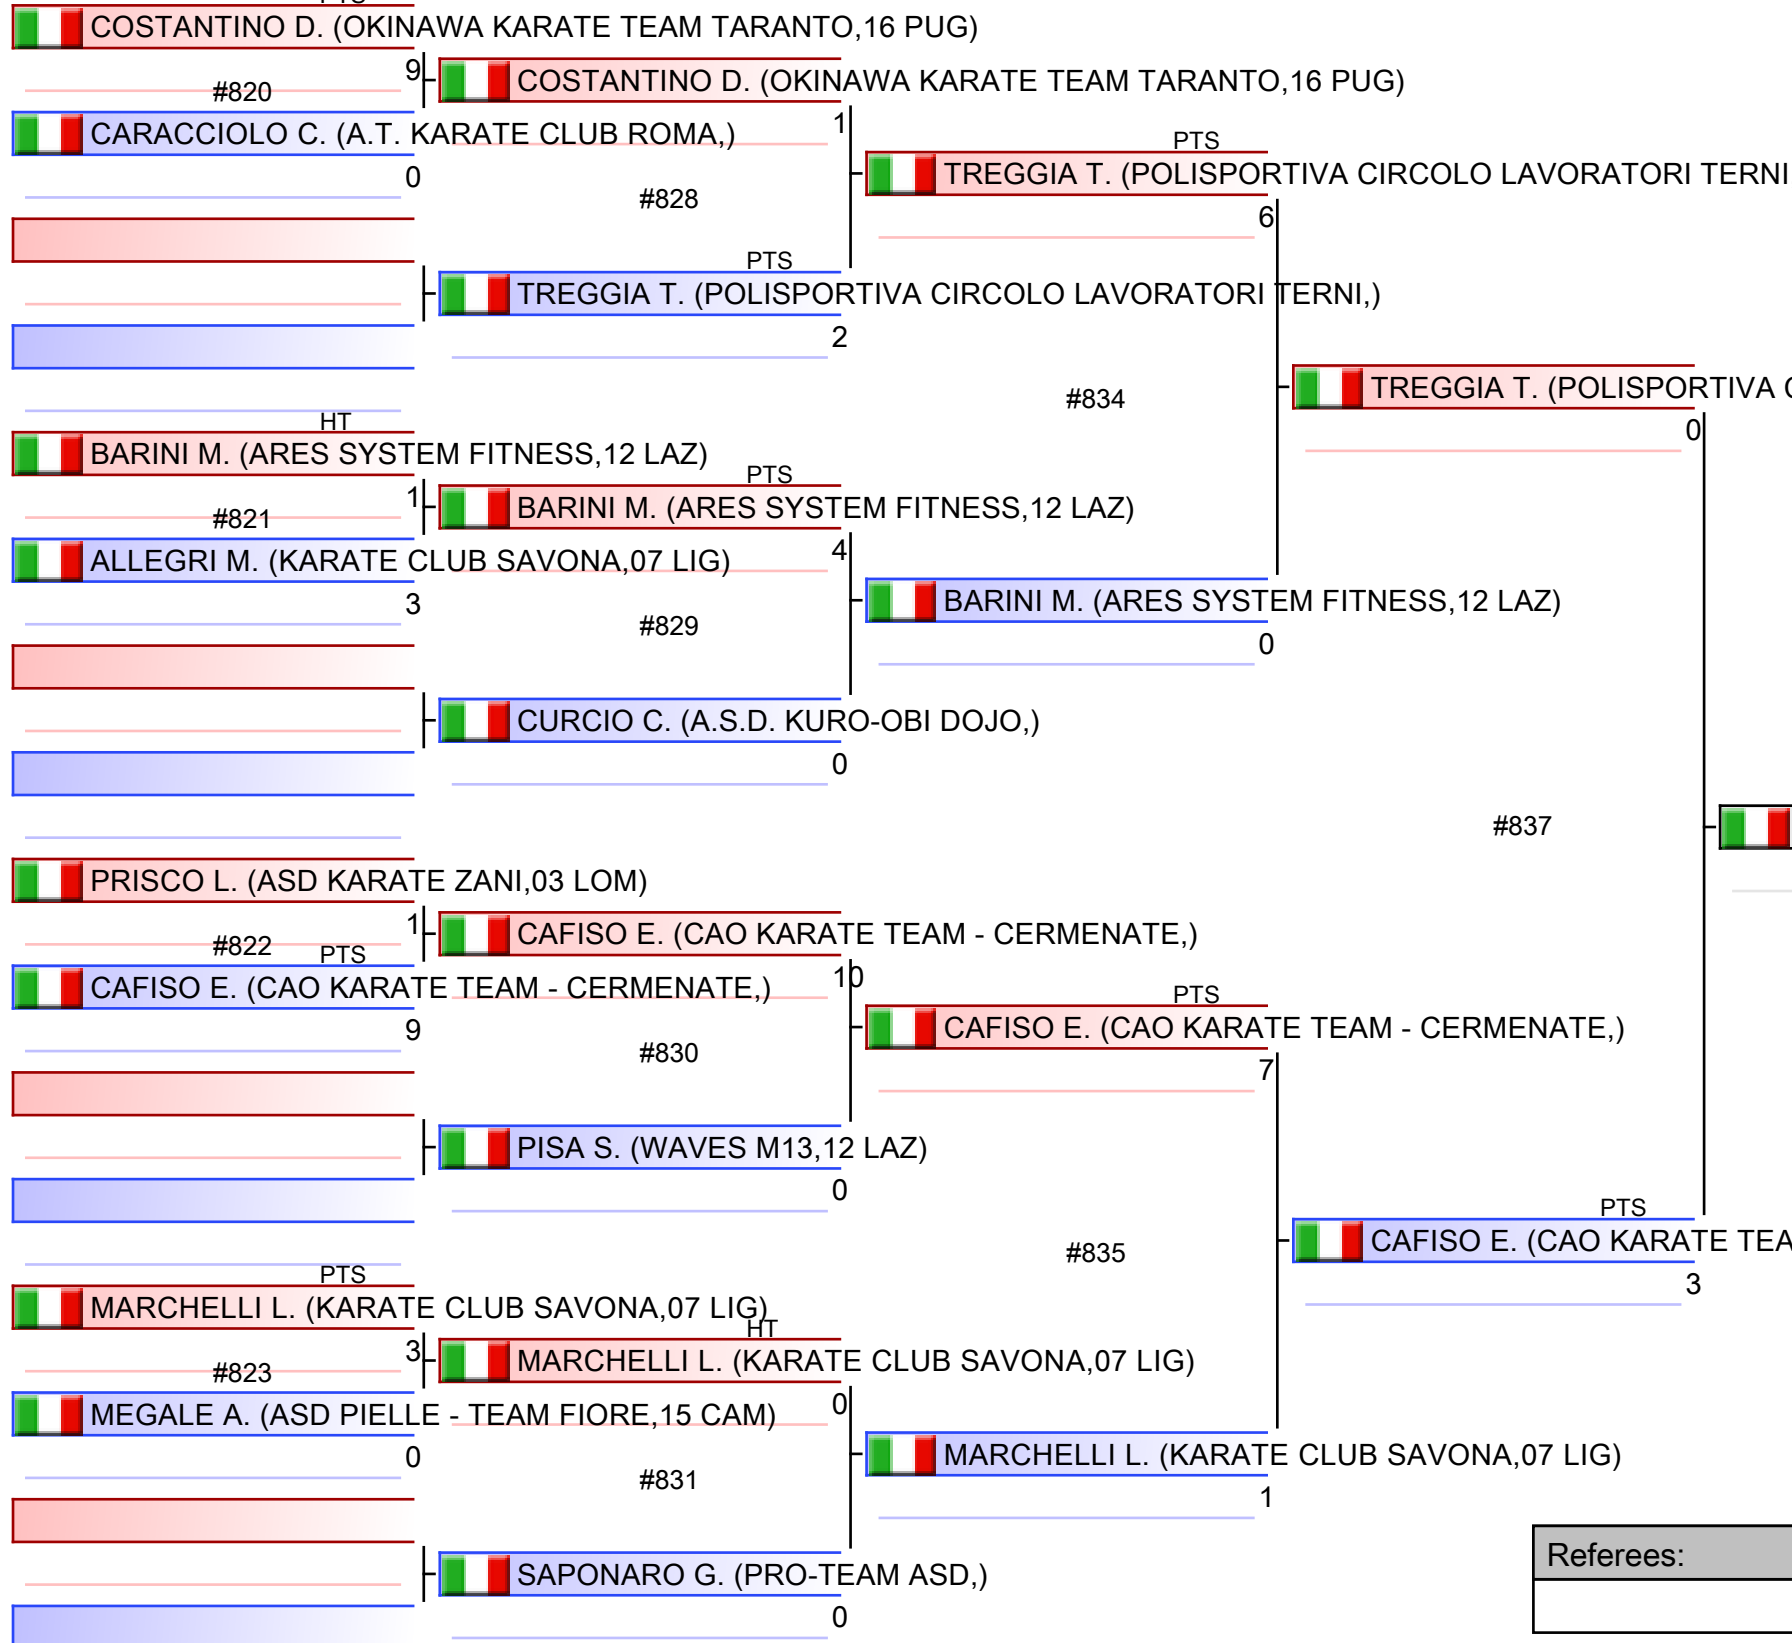 PTS
COSTANTINO D. (OKINAWA KARATE TEAM TARANTO,16 PUG)
9
#820
CARACCIOLO C. (A.T. KARATE CLUB ROMA,)
0
HT
BARINI M. (ARES SYSTEM FITNESS,12 LAZ)
1
#821
ALLEGRI M. (KARATE CLUB SAVONA,07 LIG)
3
PRISCO L. (ASD KARATE ZANI,03 LOM)
1
#822
PTS
CAFISO E. (CAO KARATE TEAM - CERMENATE,)
9
PTS
MARCHELLI L. (KARATE CLUB SAVONA,07 LIG)
3
#823
MEGALE A. (ASD PIELLE - TEAM FIORE,15 CAM)
0
COSTANTINO D. (OKINAWA KARATE TEAM TARANTO,16 PUG)
1
#828
PTS
TREGGIA T. (POLISPORTIVA CIRCOLO LAVORATORI TERNI,)
2
PTS
BARINI M. (ARES SYSTEM FITNESS,12 LAZ)
4
#829
CURCIO C. (A.S.D. KURO-OBI DOJO,)
0
CAFISO E. (CAO KARATE TEAM - CERMENATE,)
10
#830
PISA S. (WAVES M13,12 LAZ)
0
HT
MARCHELLI L. (KARATE CLUB SAVONA,07 LIG)
0
#831
SAPONARO G. (PRO-TEAM ASD,)
0
PTS
TREGGIA T. (POLISPORTIVA CIRCOLO LAVORATORI TERNI
6
#834
BARINI M. (ARES SYSTEM FITNESS,12 LAZ)
0
PTS
CAFISO E. (CAO KARATE TEAM - CERMENATE,)
7
#835
MARCHELLI L. (KARATE CLUB SAVONA,07 LIG)
1
TREGGIA T. (POLISPORTIVA
0
#837
PTS
CAFISO E. (CAO KARATE TEA
3
Referees: